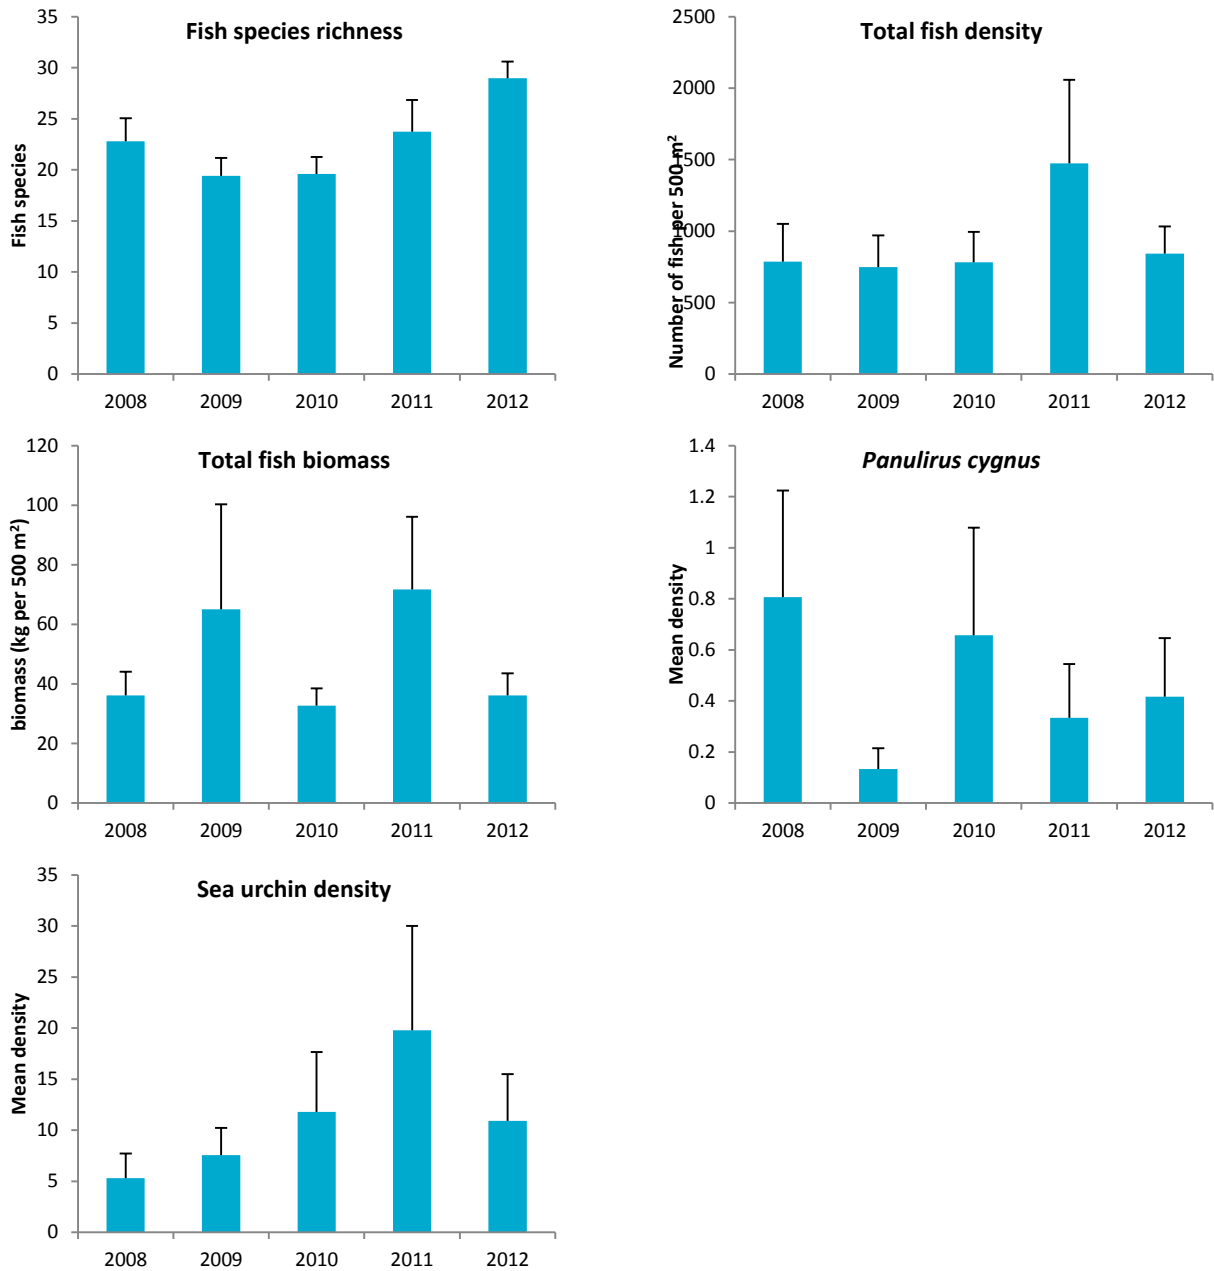 Fish species richness
Fish species
35
30
25
20
15
10
5
0
2008 2009 2010 2011 2012
Total fish density
Number of fish per 500 m²
2500
2000
1500
1000
500
0
2008 2009 2010 2011 2012
Total fish biomass
biomass (kg per 500 m²)
120
100
80
60
40
20
0
2008 2009 2010 2011 2012
Panulirus cygnus
Mean density
1.4
1.2
1
0.8
0.6
0.4
0.2
0
2008 2009 2010 2011 2012
Sea urchin density
Mean density
35
30
25
20
15
10
5
0
2008 2009 2010 2011 2012